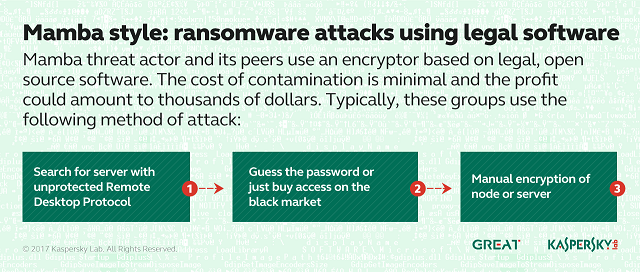 Mamba style: ransomware attacks using legal software
Mamba threat actor and its peers use an encryptor based on legal, open
source software. The cost of contamination is minimal and the profit
could amount to thousands of dollars. Typically, these groups use the
following method of attack:
Search for server with
unprotected Remote
Desktop Protocol
1
Guess the password or
just buy access on the
black market
2
Manual encryption of
node or server
3
© 2017 Kaspersky Lab. All Rights Reserved.
GREAT
KASPERSKY LAB